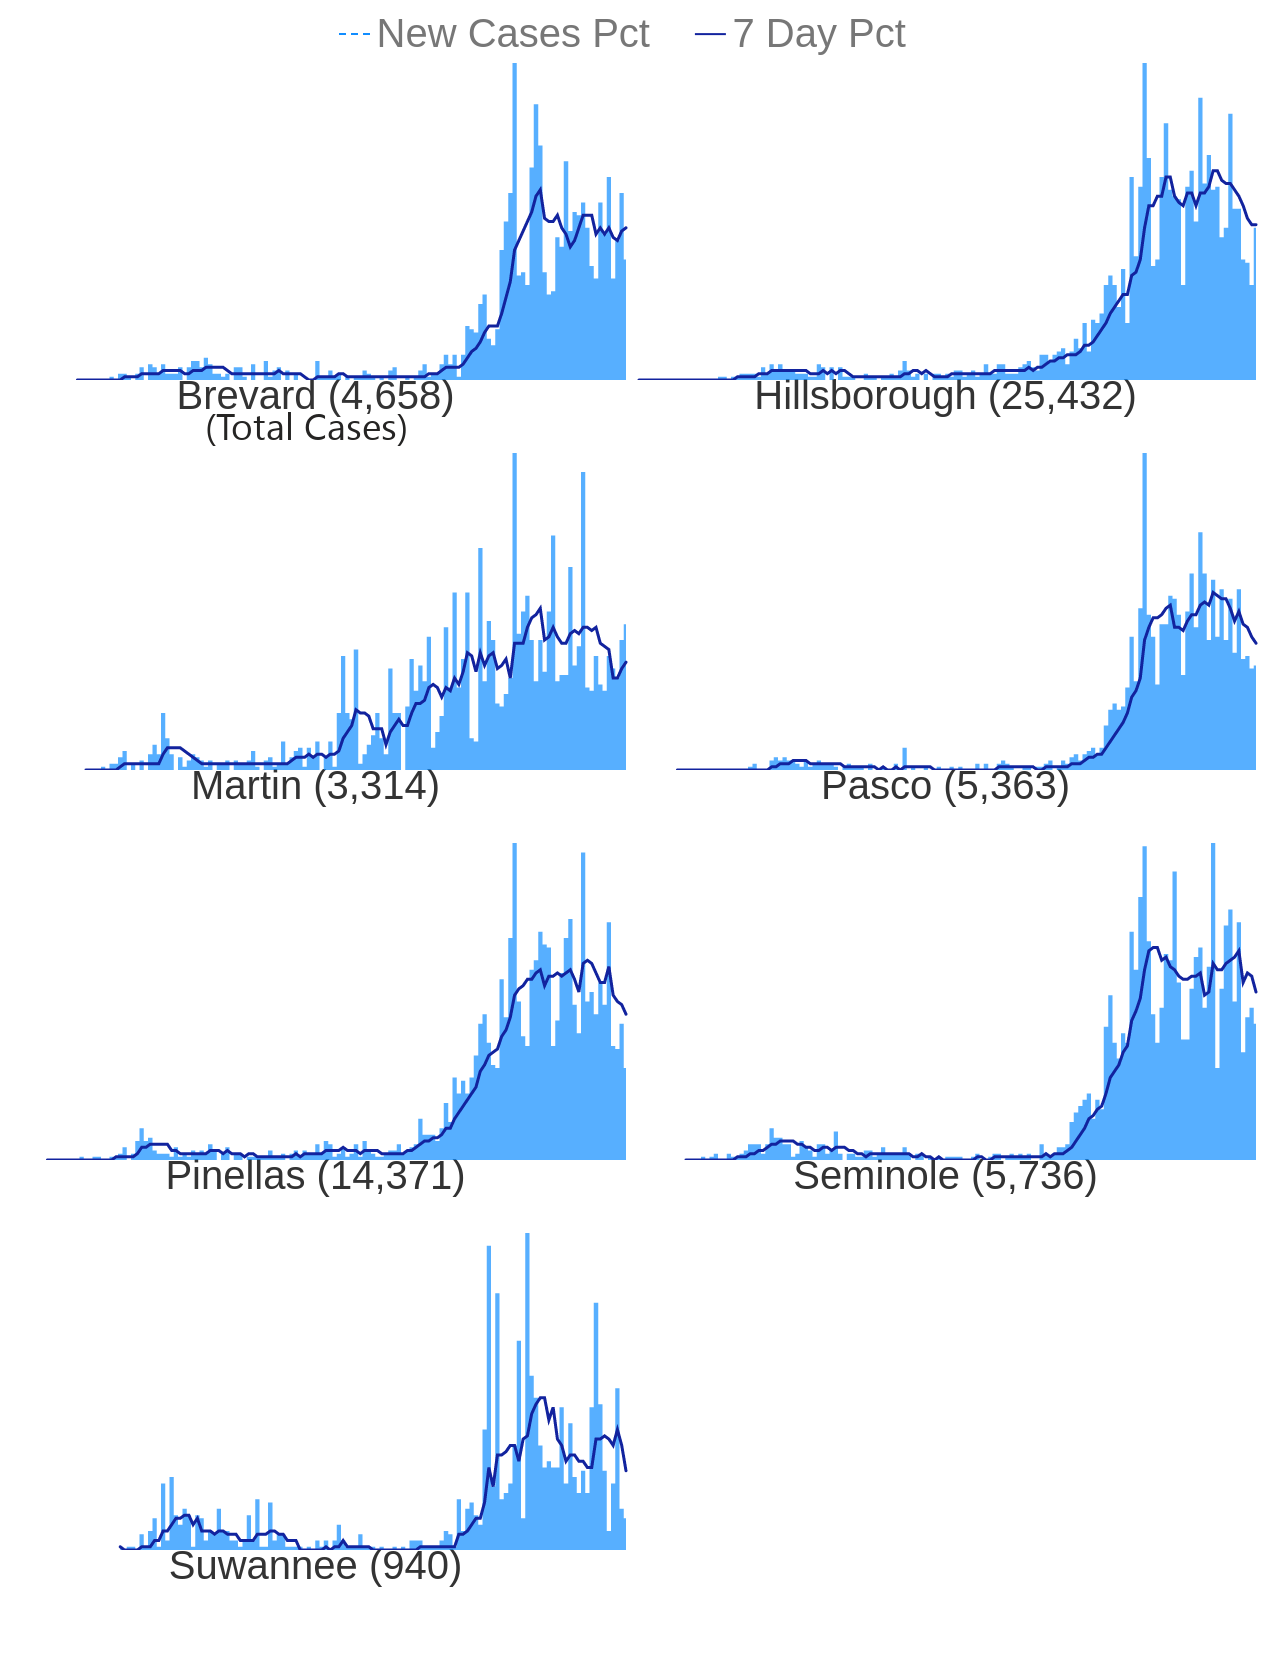 New Cases Pct 7 Day Pct
Brevard (4,658) Hillsborough (25,432)
(Total Cases)
Martin (3,314) Pasco (5,363)
Pinellas (14,371) Seminole (5,736)
Suwannee (940)